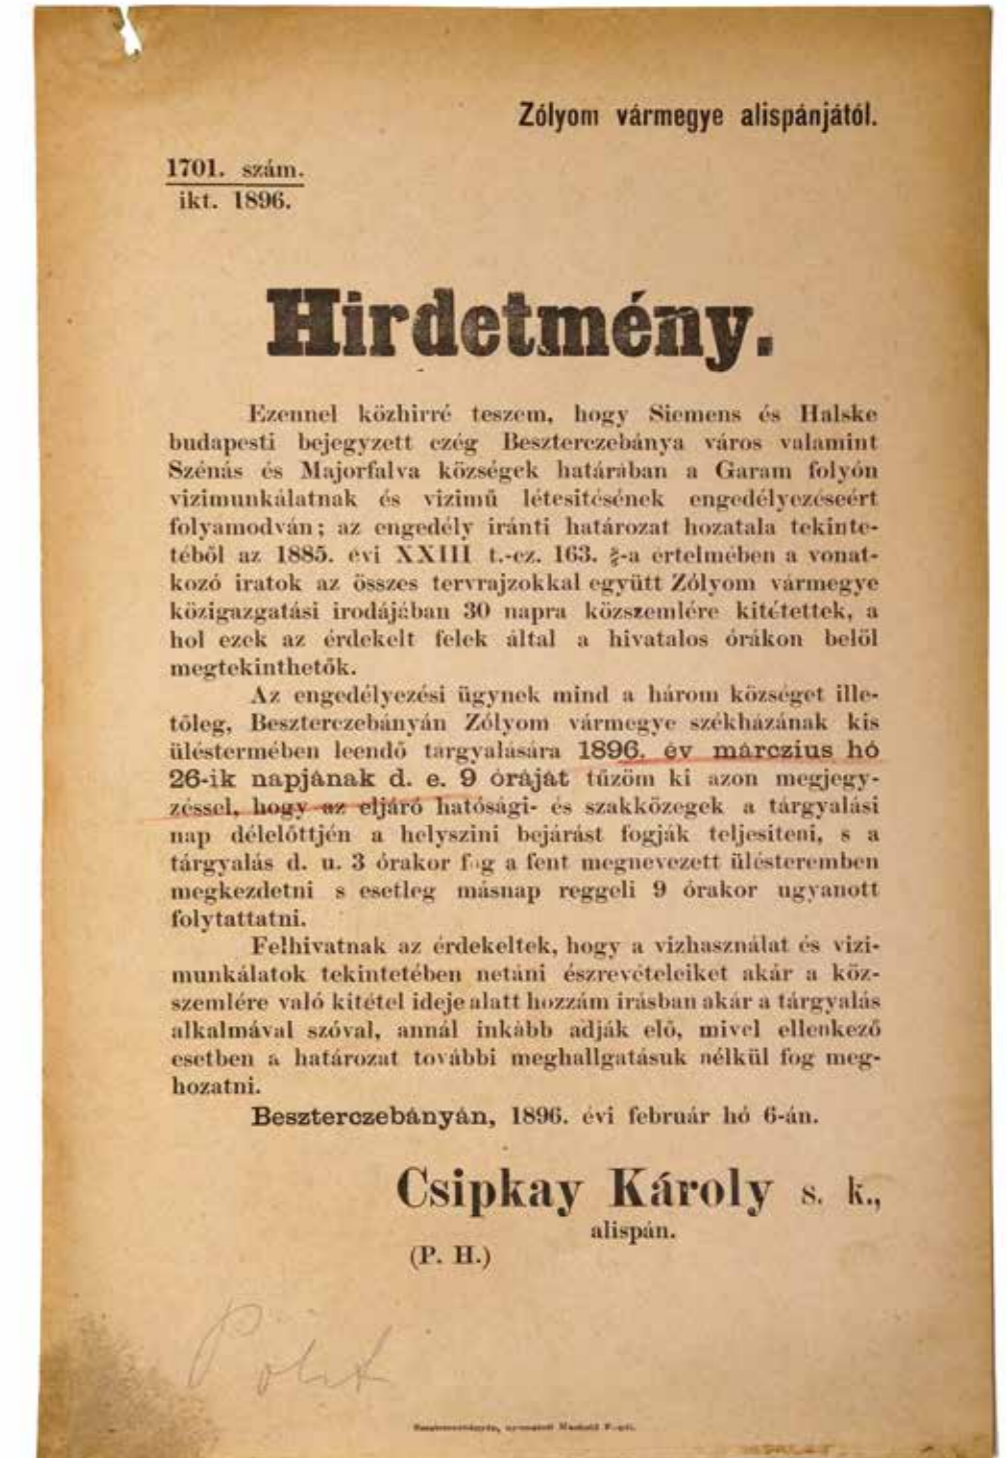 Zólyom vármegye alispánjától.
1701. szám.
ikt. 1896.
Hirdetmény.
Ezennel közhirré teszem, hogy Siemens és Halske
budapesti bejegyzett czég Beszterczebánya város valamint
Szénás és Majorfalva községek határában a Garam folyón
vizimunkálatnak és vizimű létesitésének engedélyezéseért
folyamodván; az engedély iránti határozat hozatala tekinte-
téből az 1885. évi XXIII t.-cz. 163. §-a értelmében a vonat-
kozó iratok az összes tervrajzokkal együtt Zólyom vármegye
közigazgatási irodájában 30 napra közszemlére kitétettek, a
hol ezek az érdekelt felek által a hivatalos órákon belől
megtekinthetők.
Az engedélyezési ügynek mind a három községet ille-
tőleg, Beszterczebányán Zólyom vármegye székházának kis
üléstermében leendő tárgyalására 1896. év márczius hó
26-ik napjának d. e. 9 óráját tűzöm ki azon megjegy-
zéssel, hogy az eljáró hatósági- és szakközegek a tárgyalási
nap délelőttjén a helyszini bejárást fogják teljesiteni, s a
tárgyalás d. u. 3 órakor fog a fent megnevezett ülésteremben
megkezdetni s esetleg másnap reggeli 9 órakor ugyanott
folytattatni.
Felhivatnak az érdekeltek, hogy a vizhasználat és vizi-
munkálatok tekintetében netáni észrevételeiket akár a köz-
szemlére való kitétel ideje alatt hozzám irásban akár a tárgyalás
alkalmával szóval, annál inkább adják elő, mivel ellenkező
esetben a határozat további meghallgatásuk nélkül fog meg-
hozatni.
Beszterczebányán, 1896. évi február hó 6-án.
Csipkay Károly s. k.,
alispán.
(P. H.)